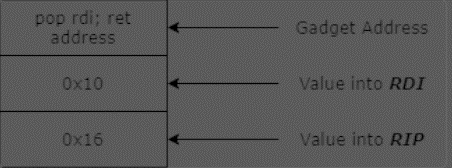 pop rdi; ret
address
Gadget Address
0x10
Value into RDI
0x16
Value into RIP